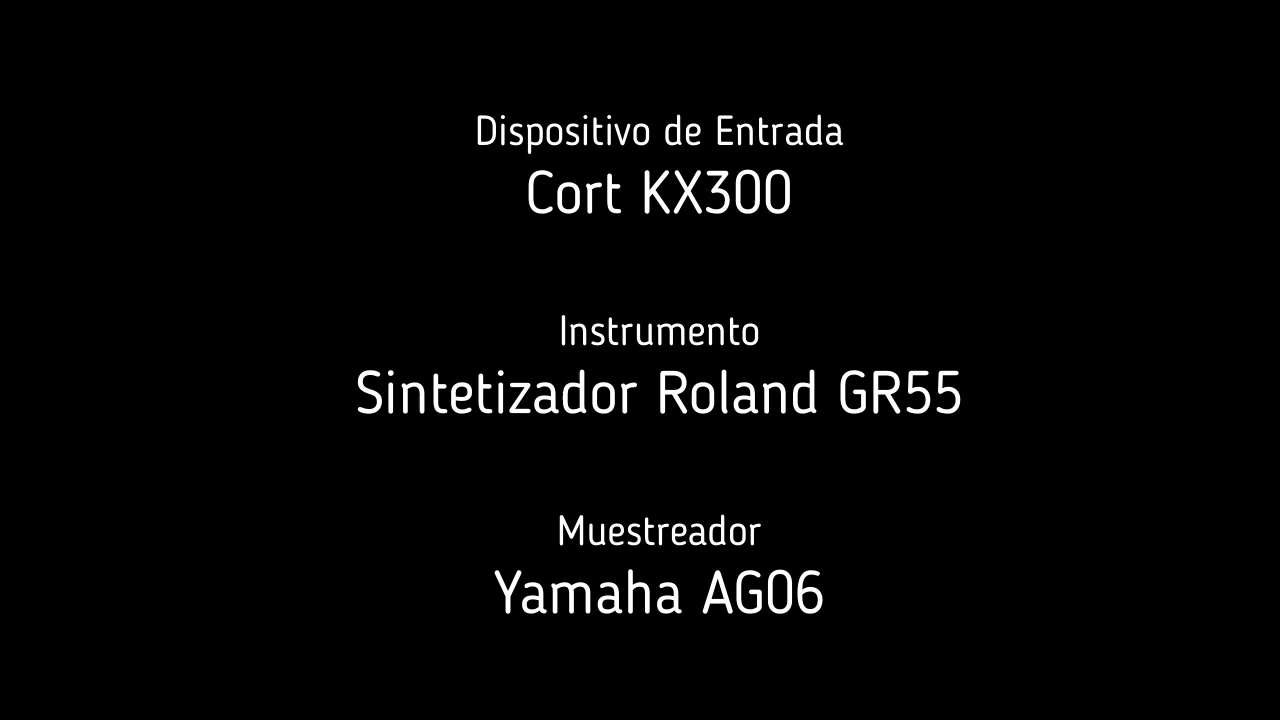 Dispositivo de Entrada
Cort KX300
Instrumento
Sintetizador Roland GR55
Muestreador
Yamaha AG06